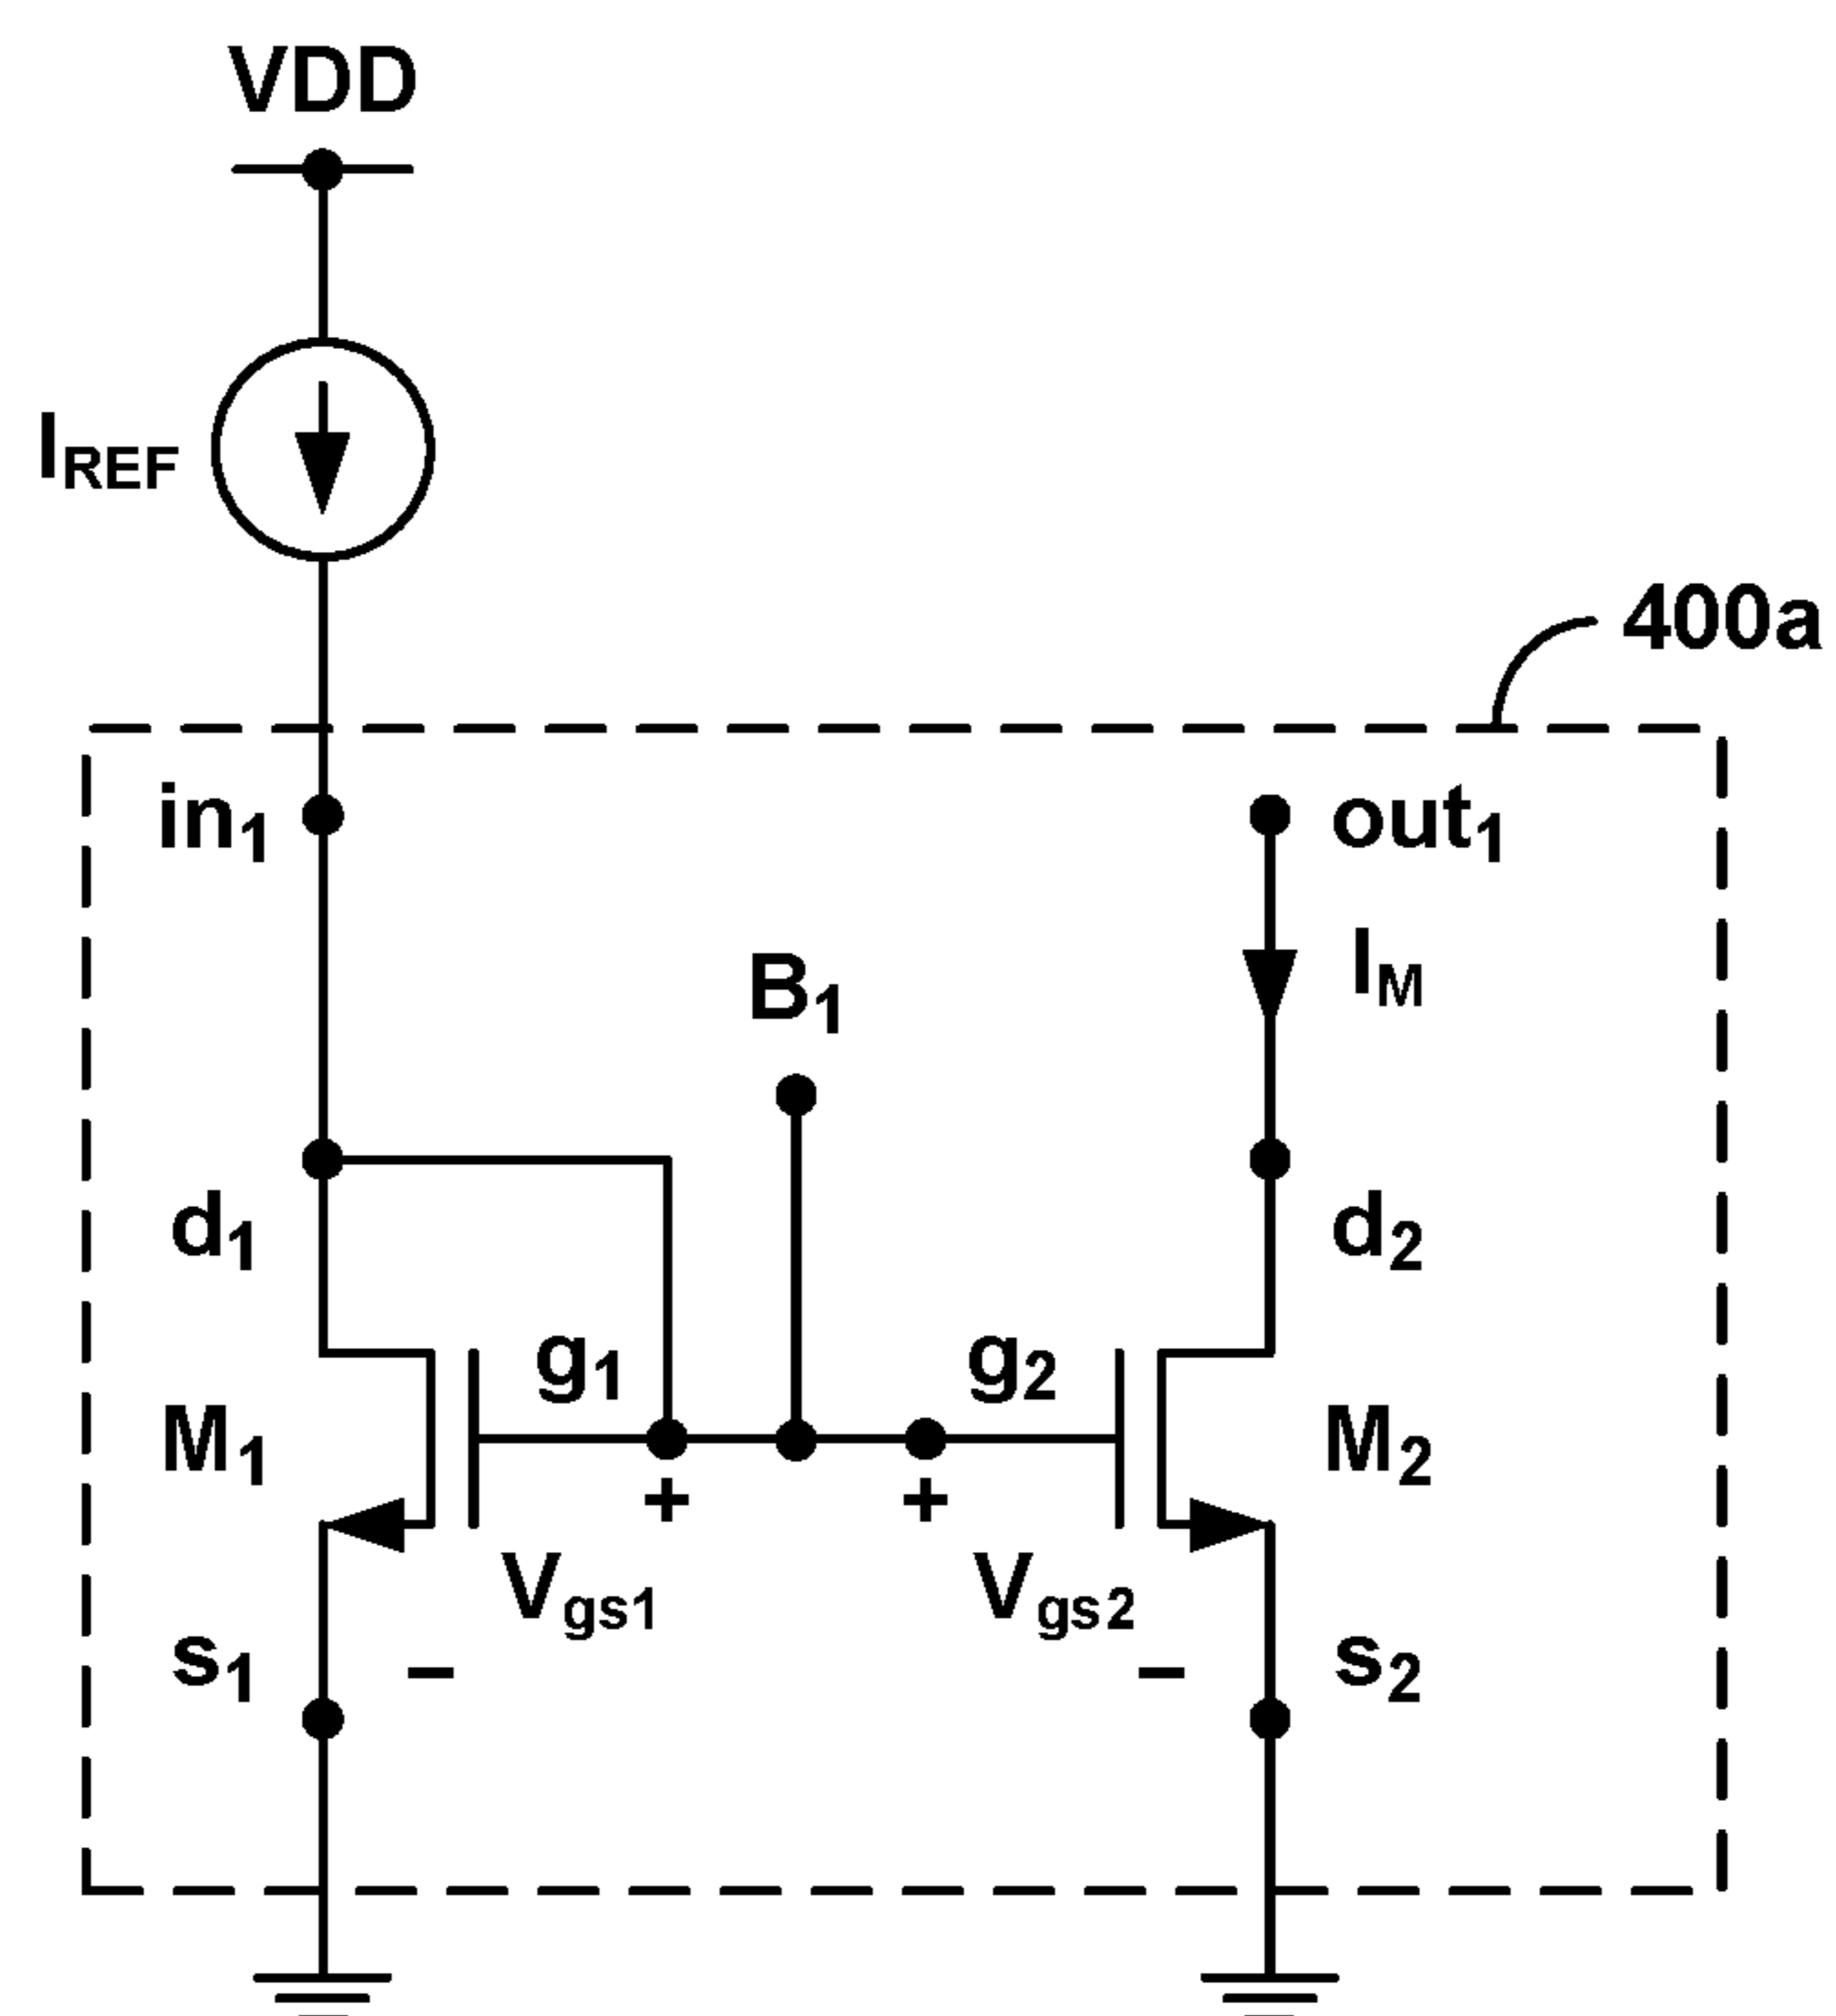 VDD
IREF
400a
in1
out1
IM
B1
d1
d2
g1
g2
M1
M2
+
+
Vgs1
Vgs2
s1
–
–
s2